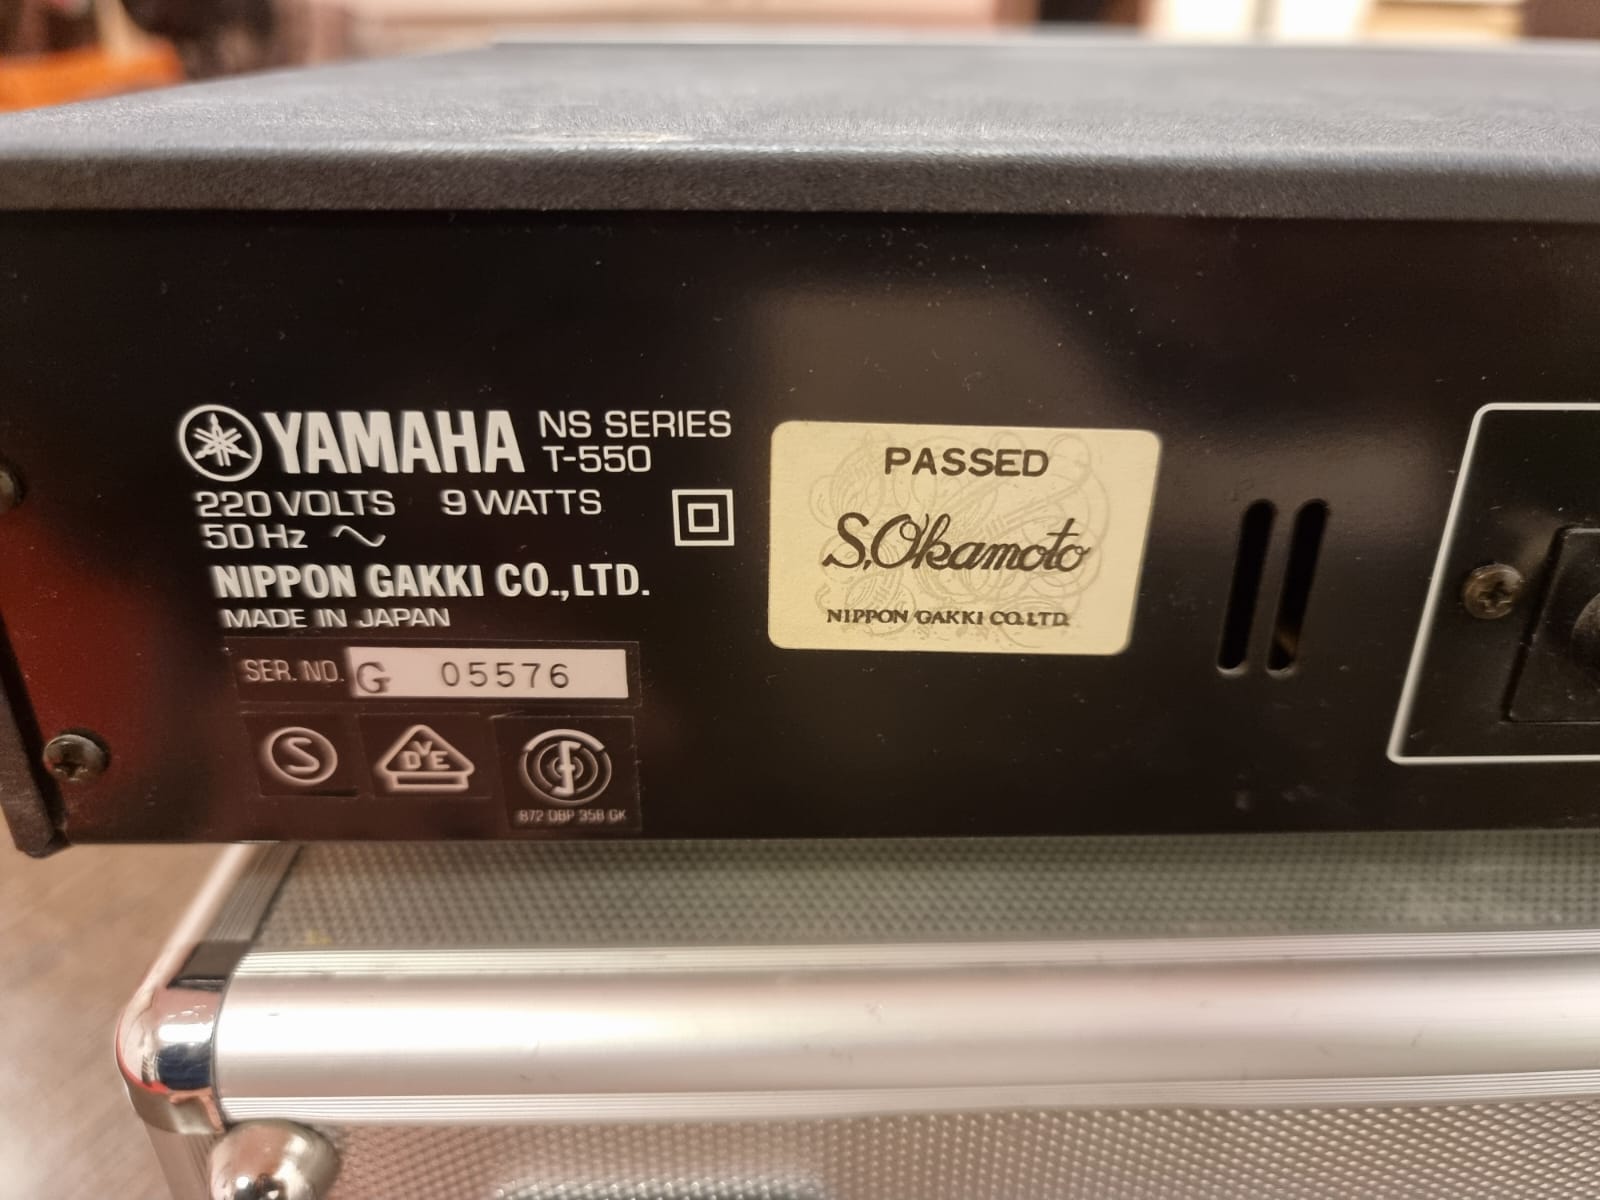 YAMAHA NS SERIES
T-550
220 VOLTS 9 WATTS
50 Hz ~
NIPPON GAKKI CO., LTD.
MADE IN JAPAN
SER. NO. G 05576
S
DVE
872 DBP 358 GK
PASSED
S.Okamoto
NIPPON GAKKI CO.LTD.